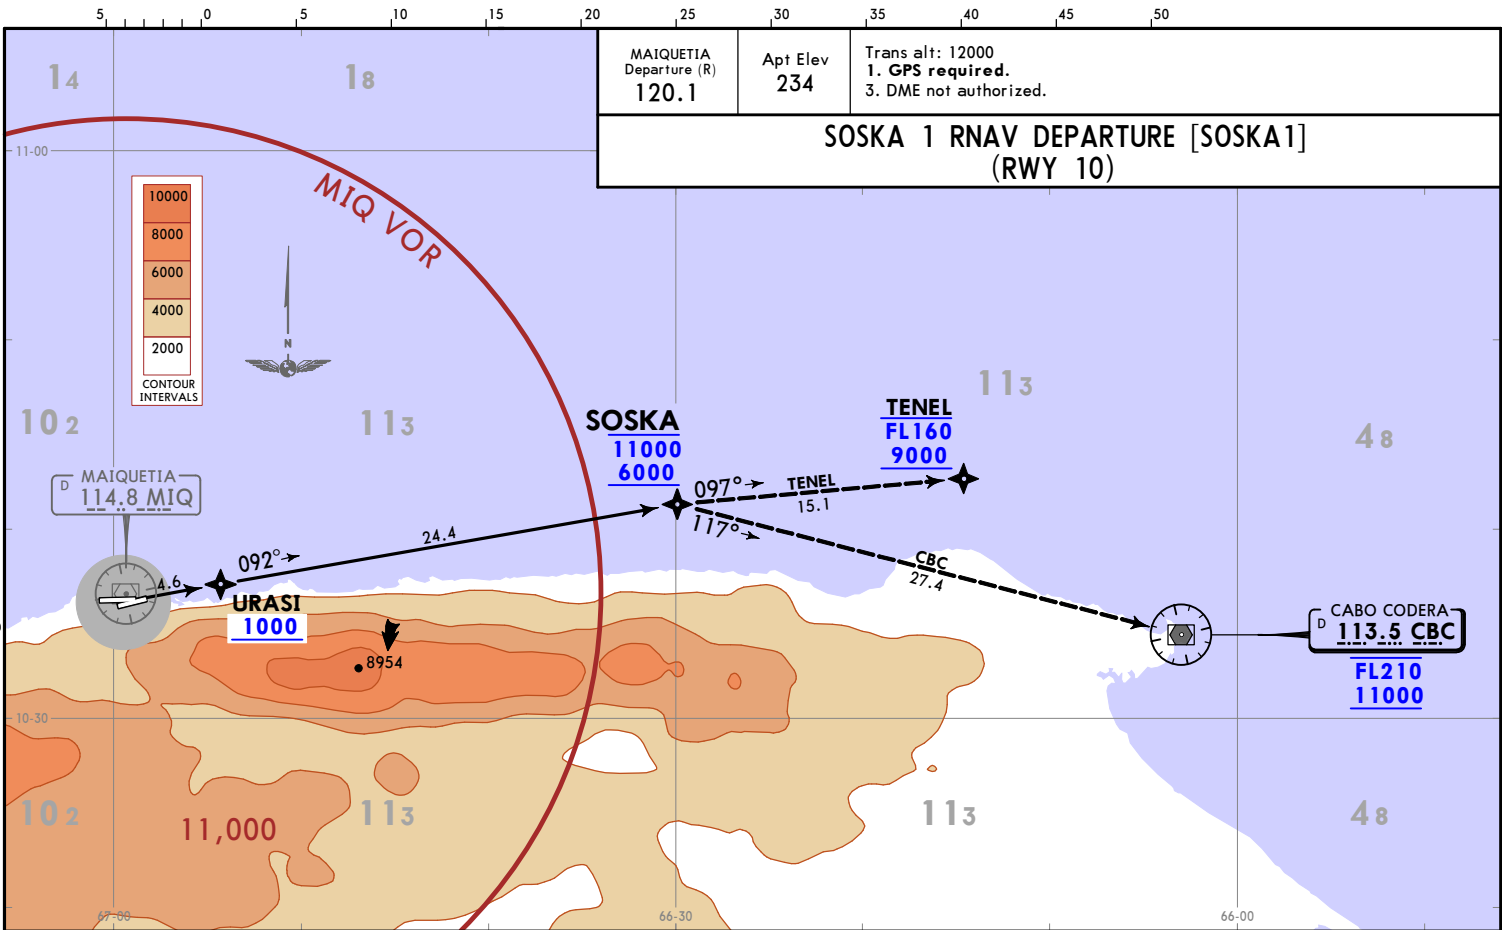 5 0 5 10 15 20 25 30 35 40 45 50
MAIQUETIA
Departure (R)
120.1
Apt Elev
234
Trans alt: 12000
1. GPS required.
3. DME not authorized.
SOSKA 1 RNAV DEPARTURE [SOSKA1]
(RWY 10)
14
18
11-00
MIQ VOR
10000
8000
6000
4000
2000
CONTOUR
INTERVALS
N
113
102
113
SOSKA
11000
6000
TENEL
FL160
9000
48
MAIQUETIA
D 114.8 MIQ
097°
TENEL
15.1
117°
24.4
092°
CBC
27.4
4.6
URASI
1000
CABO CODERA
D 113.5 CBC
FL210
11000
8954
10-30
102
113
113
48
11,000
67-00
66-30
66-00